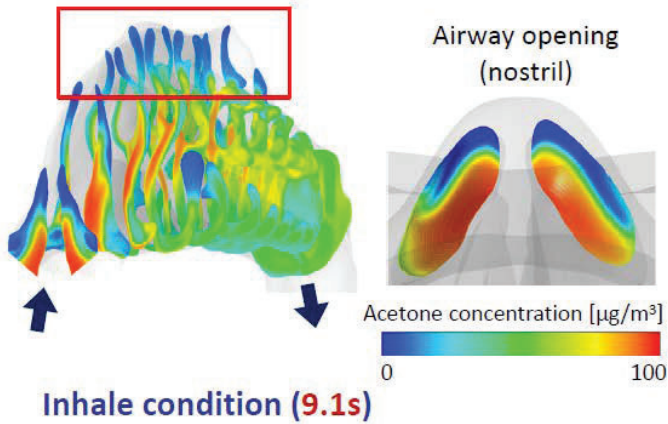 Airway opening
(nostril)
Acetone concentration [µg/m³]
0 100
Inhale condition (9.1s)